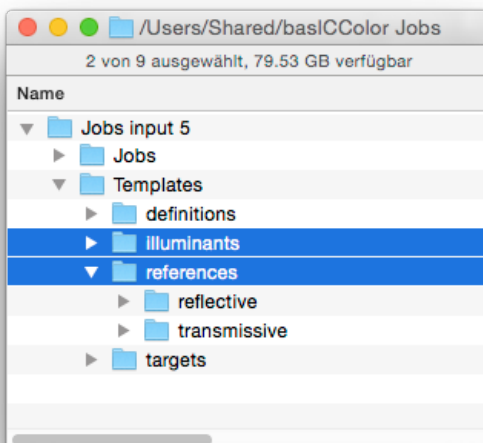 /Users/Shared/basICColor Jobs
2 von 9 ausgewählt, 79.53 GB verfügbar
Name
Jobs input 5
Jobs
Templates
definitions
illuminants
references
reflective
transmissive
targets